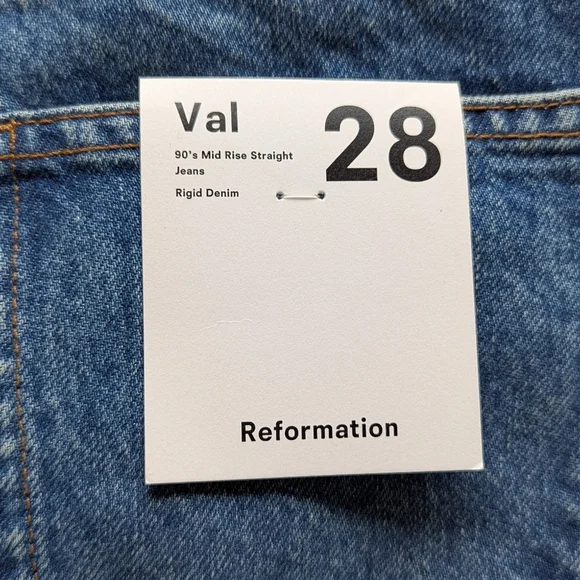 Val
28
90's Mid Rise Straight
Jeans
Rigid Denim
Reformation